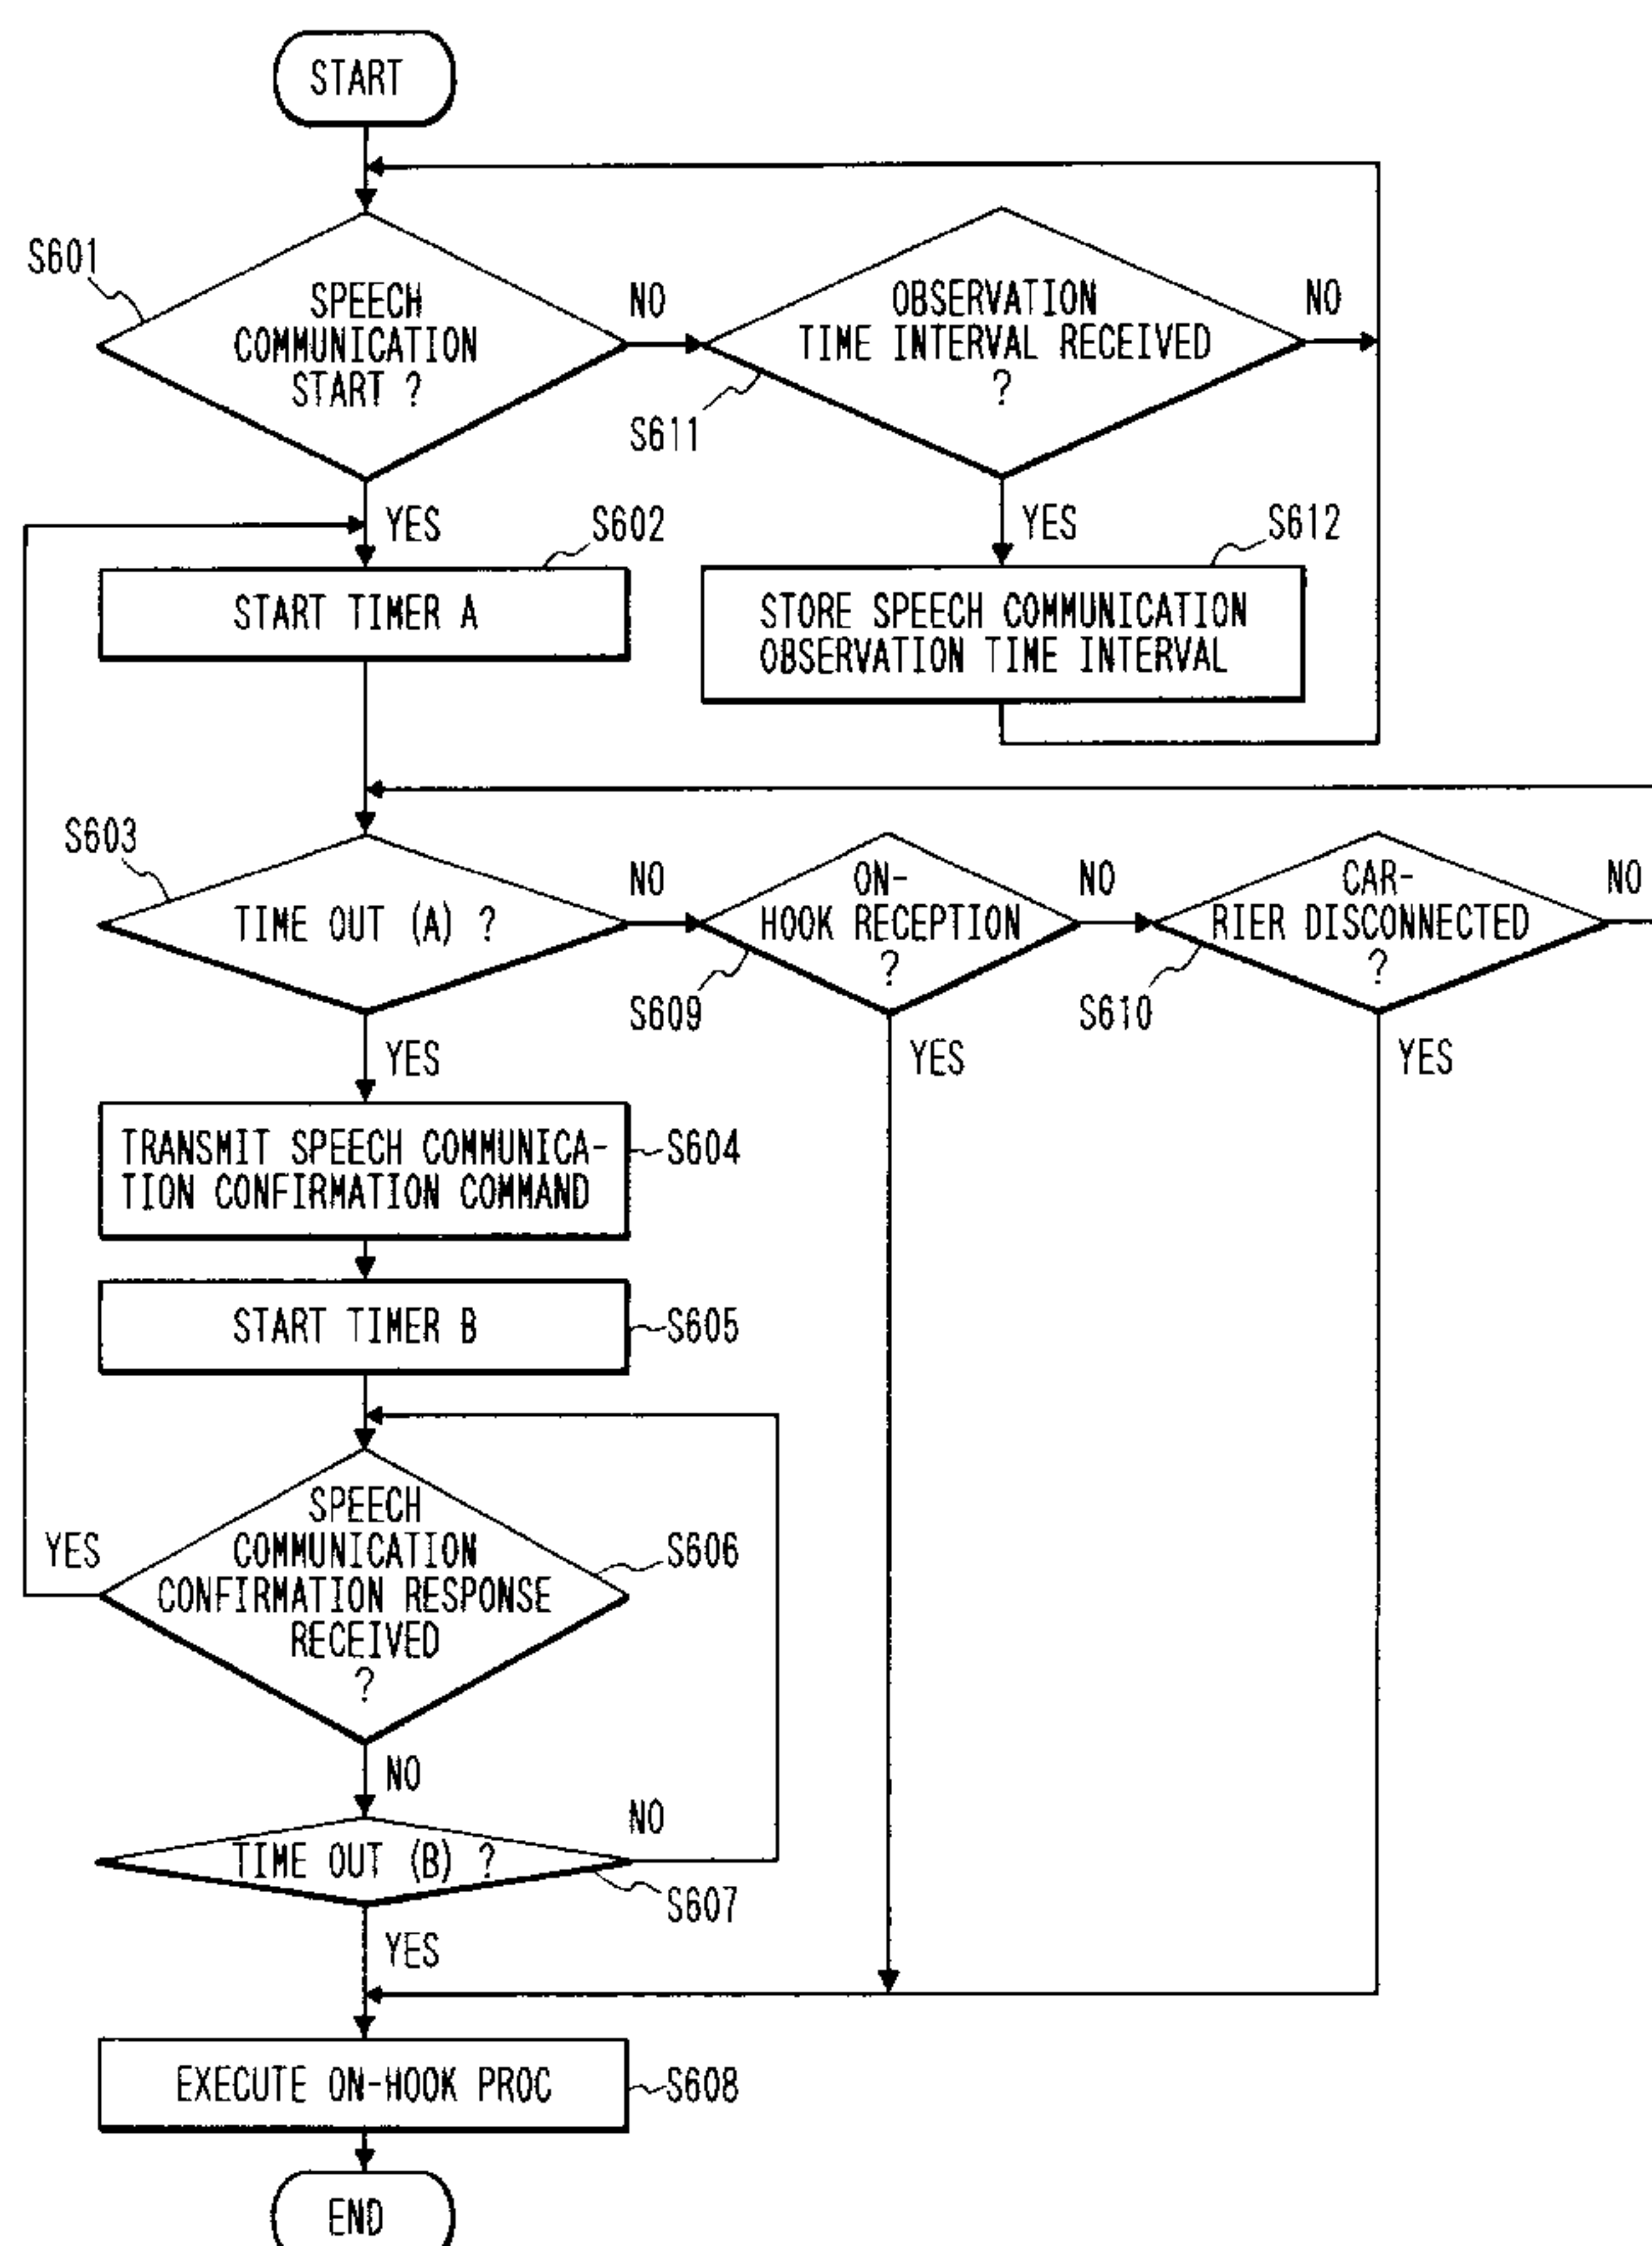 START
S601
SPEECH
COMMUNICATION
START ?
NO
OBSERVATION
TIME INTERVAL RECEIVED
?
NO
S611
YES
S602
START TIMER A
YES
S612
STORE SPEECH COMMUNICATION
OBSERVATION TIME INTERVAL
S603
TIME OUT (A) ?
NO
ON-
HOOK RECEPTION
?
S609
NO
CAR-
RIER DISCONNECTED
?
S610
NO
YES
YES
YES
TRANSMIT SPEECH COMMUNICA-
TION CONFIRMATION COMMAND
S604
START TIMER B
S605
SPEECH
COMMUNICATION
CONFIRMATION RESPONSE
RECEIVED
?
YES
S606
NO
TIME OUT (B) ?
NO
S607
YES
EXECUTE ON-HOOK PROC
S608
END